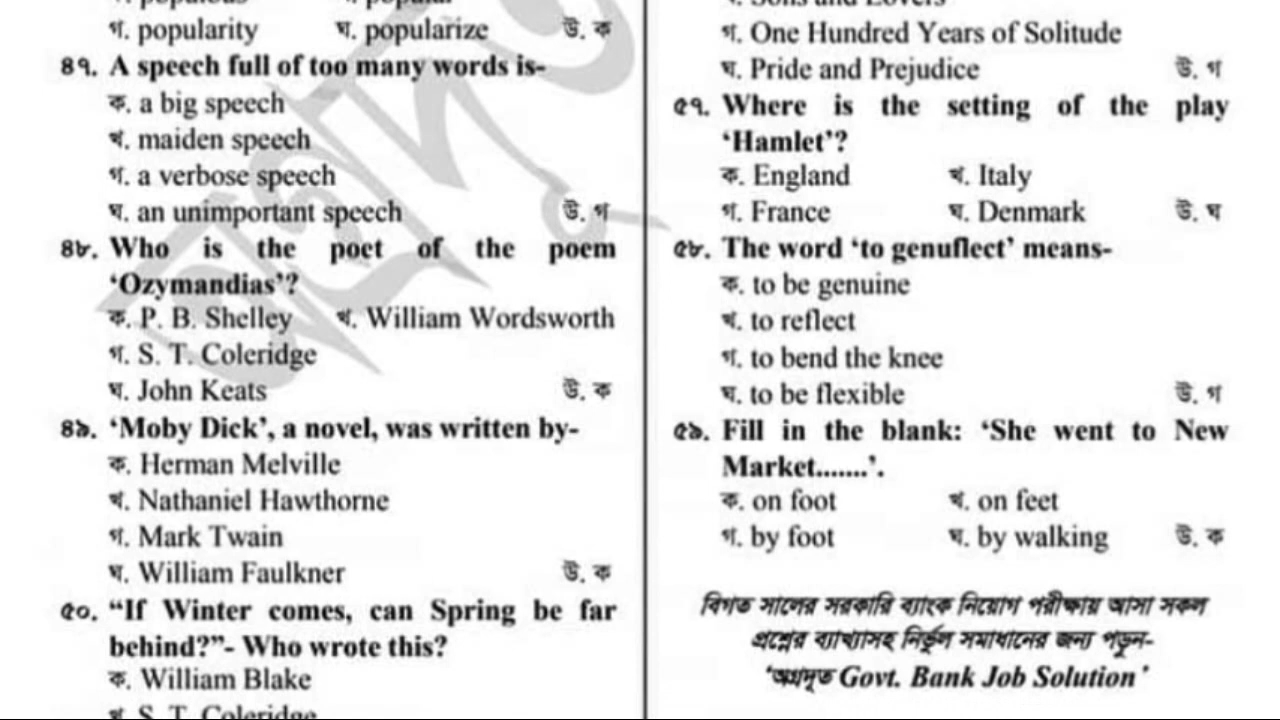 গ. popularity ঘ. popularize উ. ক
৪৭. A speech full of too many words is-
ক. a big speech
খ. maiden speech
গ. a verbose speech
ঘ. an unimportant speech উ. গ
৪৮. Who is the poet of the poem
‘Ozymandias’?
ক. P. B. Shelley খ. William Wordsworth
গ. S. T. Coleridge
ঘ. John Keats উ. ক
৪৯. ‘Moby Dick’, a novel, was written by-
ক. Herman Melville
খ. Nathaniel Hawthorne
গ. Mark Twain
ঘ. William Faulkner উ. ক
৫০. “If Winter comes, can Spring be far
behind?”- Who wrote this?
ক. William Blake
খ. S. T. Coleridge
Sons and Lovers
গ. One Hundred Years of Solitude
ঘ. Pride and Prejudice উ. গ
৫৭. Where is the setting of the play
‘Hamlet’?
ক. England খ. Italy
গ. France ঘ. Denmark উ. ঘ
৫৮. The word ‘to genuflect’ means-
ক. to be genuine
খ. to reflect
গ. to bend the knee
ঘ. to be flexible উ. গ
৫৯. Fill in the blank: ‘She went to New
Market.......’.
ক. on foot খ. on feet
গ. by foot ঘ. by walking উ. ক
বিগত সালের সরকারি ব্যাংক নিয়োগ পরীক্ষায় আসা সকল
প্রশ্নের ব্যাখ্যাসহ নির্ভুল সমাধানের জন্য পড়ুন-
‘অগ্রদূত Govt. Bank Job Solution’